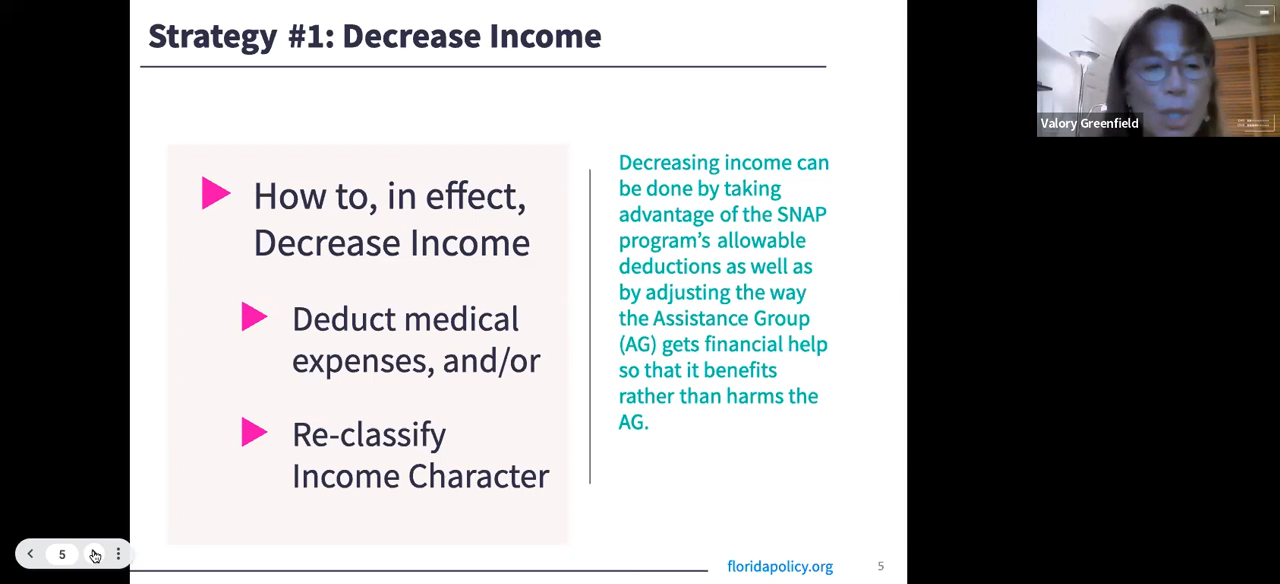 Strategy #1: Decrease Income
How to, in effect,
Decrease Income
Deduct medical
expenses, and/or
Re-classify
Income Character
Decreasing income can
be done by taking
advantage of the SNAP
program’s allowable
deductions as well as
by adjusting the way
the Assistance Group
(AG) gets financial help
so that it benefits
rather than harms the
AG.
Valory Greenfield
5
floridapolicy.org
5